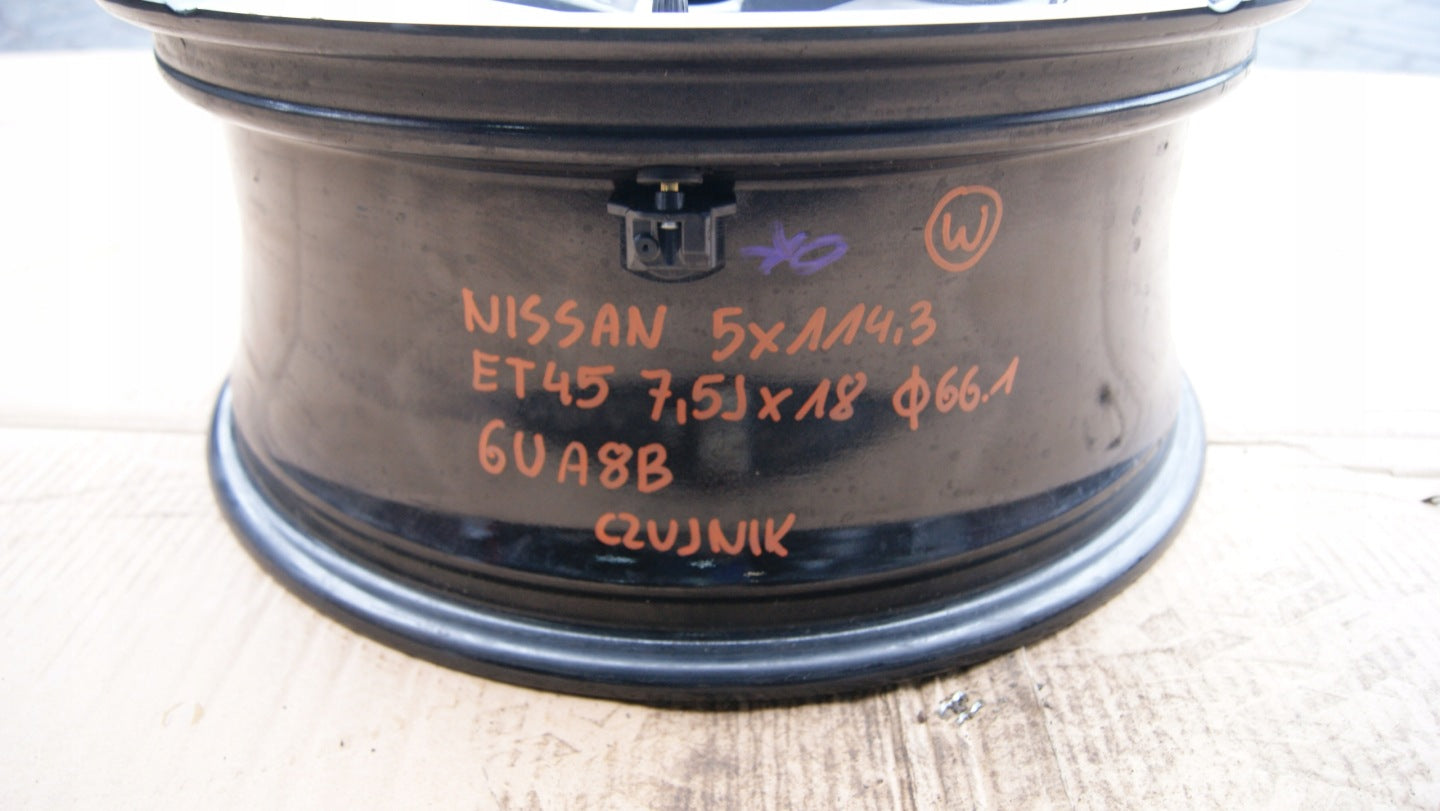 W
NISSAN 5x114,3
ET45 7,5Jx18 φ66.1
6UA8B
CZUJNIK